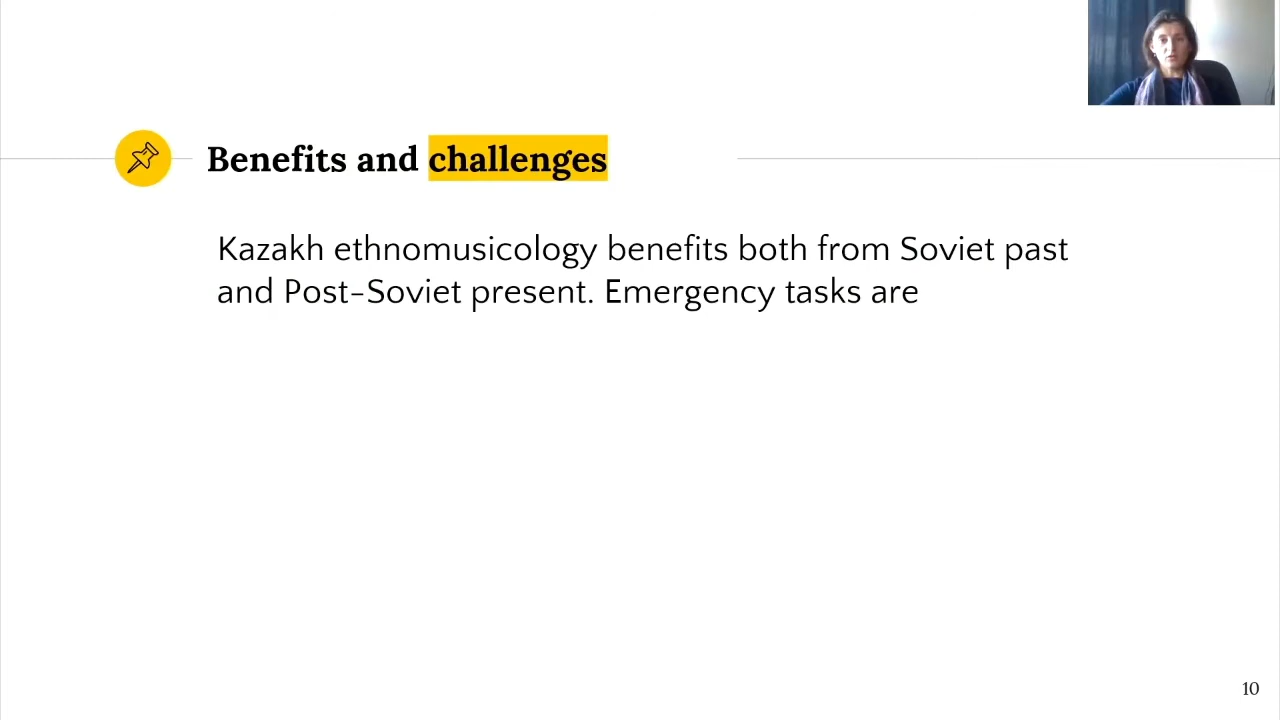 Benefits and challenges
Kazakh ethnomusicology benefits both from Soviet past
and Post-Soviet present. Emergency tasks are
10